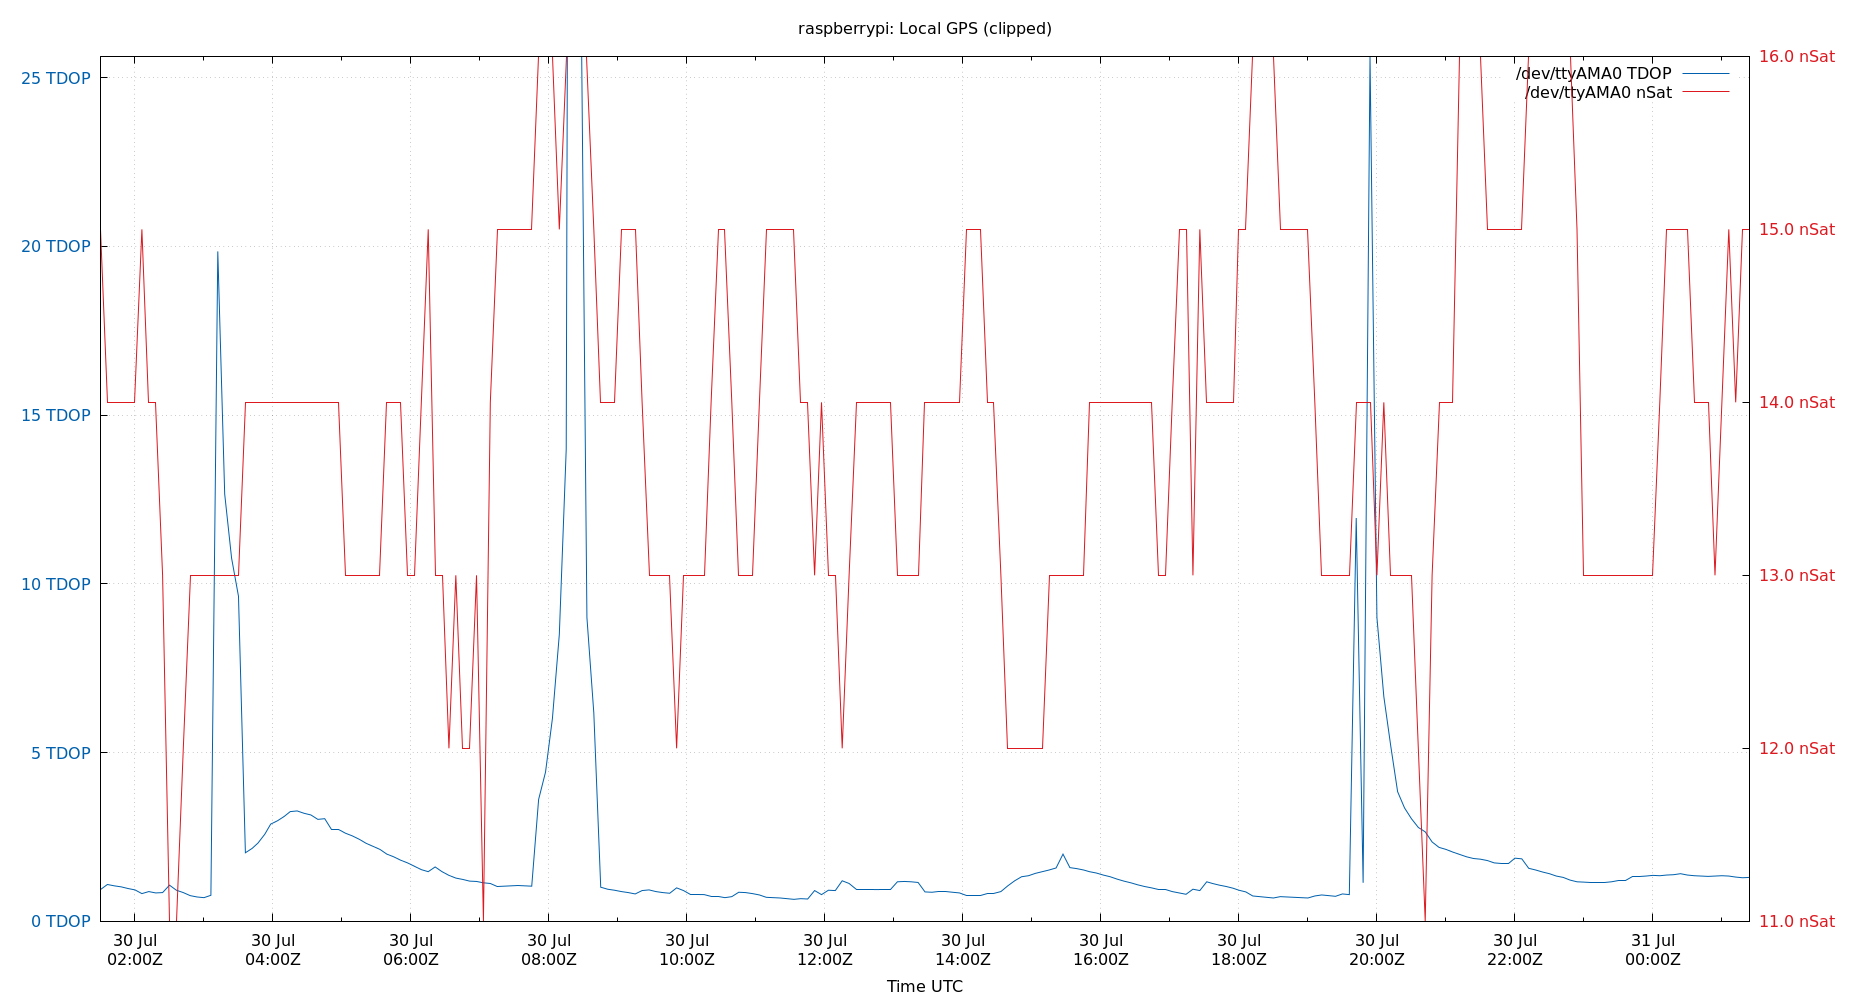 raspberrypi: Local GPS (clipped)
25 TDOP
20 TDOP
15 TDOP
10 TDOP
5 TDOP
0 TDOP
16.0 nSat
15.0 nSat
14.0 nSat
13.0 nSat
12.0 nSat
11.0 nSat
/dev/ttyAMA0 TDOP
/dev/ttyAMA0 nSat
30 Jul
02:00Z
30 Jul
04:00Z
30 Jul
06:00Z
30 Jul
08:00Z
30 Jul
10:00Z
30 Jul
12:00Z
30 Jul
14:00Z
30 Jul
16:00Z
30 Jul
18:00Z
30 Jul
20:00Z
30 Jul
22:00Z
31 Jul
00:00Z
Time UTC